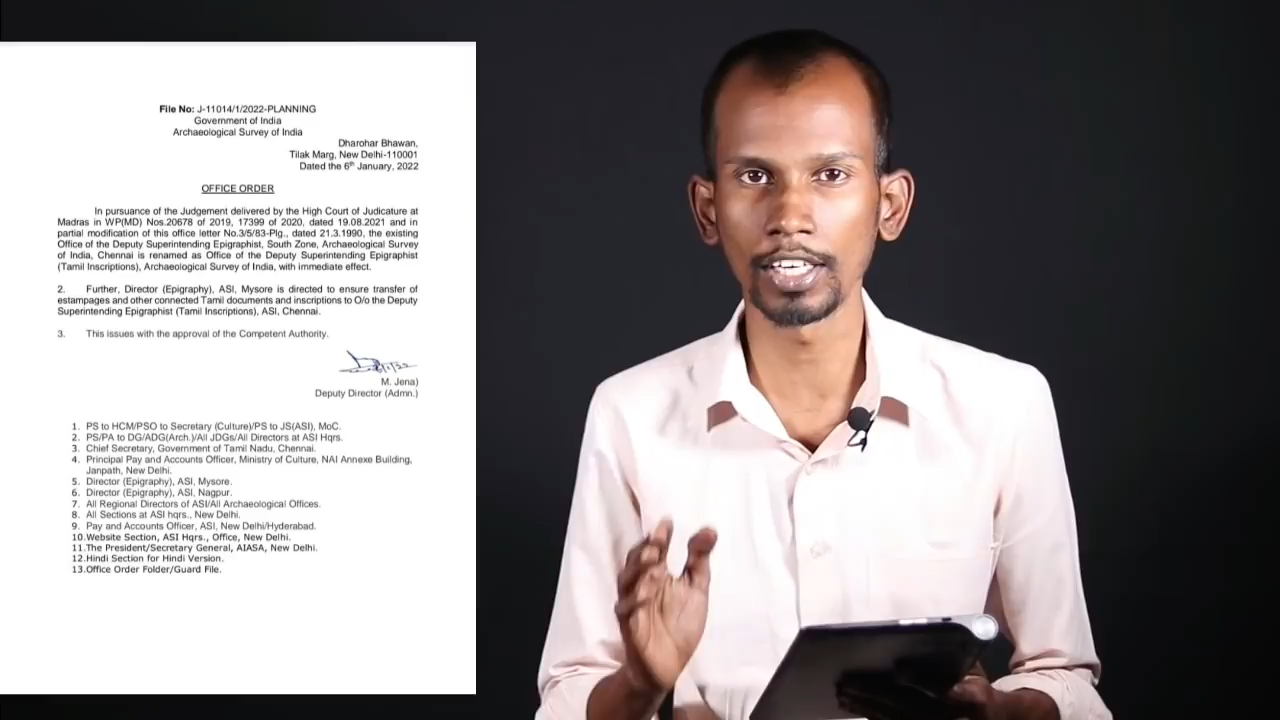 File No: J-11014/1/2022-PLANNING
Government of India
Archaeological Survey of India
Dharohar Bhawan,
Tilak Marg, New Delhi-110001
Dated the 6th January, 2022
OFFICE ORDER
In pursuance of the Judgement delivered by the High Court of Judicature at
Madras in WP(MD) Nos.20678 of 2019, 17399 of 2020, dated 19.08.2021 and in
partial modification of this office letter No.3/5/83-Plg., dated 21.3.1990, the existing
Office of the Deputy Superintending Epigraphist, South Zone, Archaeological Survey
of India, Chennai is renamed as Office of the Deputy Superintending Epigraphist
(Tamil Inscriptions), Archaeological Survey of India, with immediate effect.
2. Further, Director (Epigraphy), ASI, Mysore is directed to ensure transfer of
estampages and other connected Tamil documents and inscriptions to O/o the Deputy
Superintending Epigraphist (Tamil Inscriptions), ASI, Chennai.
3. This issues with the approval of the Competent Authority.
M. Jena)
Deputy Director (Admn.)
1. PS to HCM/PSO to Secretary (Culture)/PS to JS(ASI), MoC.
2. PS/PA to DG/ADG(Arch.)/All JDGs/All Directors at ASI Hqrs.
3. Chief Secretary, Government of Tamil Nadu, Chennai.
4. Principal Pay and Accounts Officer, Ministry of Culture, NAI Annexe Building,
Janpath, New Delhi.
5. Director (Epigraphy), ASI, Mysore.
6. Director (Epigraphy), ASI, Nagpur.
7. All Regional Directors of ASI/All Archaeological Offices.
8. All Sections at ASI hqrs., New Delhi.
9. Pay and Accounts Officer, ASI, New Delhi/Hyderabad.
10.Website Section, ASI Hqrs., Office, New Delhi.
11.The President/Secretary General, AIASA, New Delhi.
12.Hindi Section for Hindi Version.
13.Office Order Folder/Guard File.